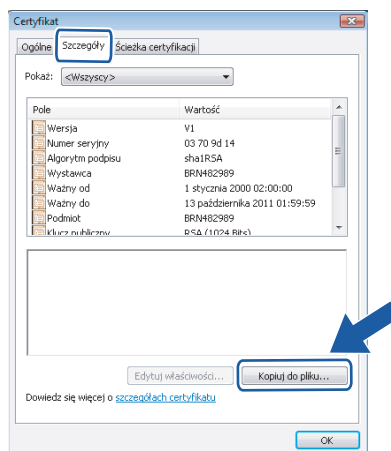 Certyfikat
Ogólne Szczegóły Ścieżka certyfikacji
Pokaż: <Wszyscy>
Pole Wartość
Wersja V1
Numer seryjny 03 70 9d 14
Algorytm podpisu sha1RSA
Wystawca BRN482989
Ważny od 1 stycznia 2000 02:00:00
Ważny do 13 października 2011 01:59:59
Podmiot BRN482989
Klucz publiczny RSA (1024 Bits)
Edytuj właściwości... Kopiuj do pliku...
Dowiedz się więcej o szczegółach certyfikatu
OK